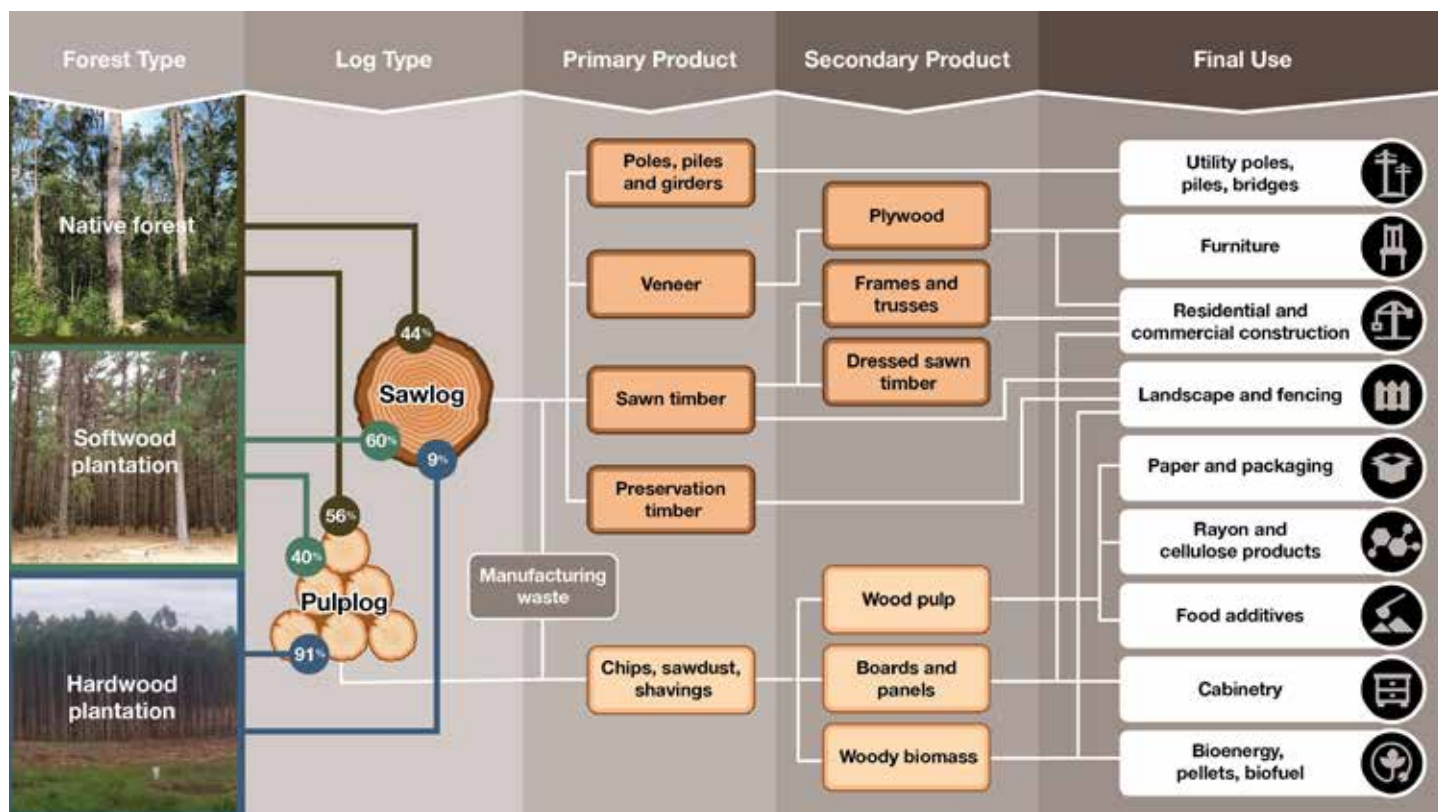 Forest Type
Log Type
Primary Product
Secondary Product
Final Use
Native forest
Softwood
plantation
Hardwood
plantation
44%
Sawlog
60%
9%
56%
40%
Pulplog
91%
Manufacturing
waste
Poles, piles
and girders
Veneer
Sawn timber
Preservation
timber
Chips, sawdust,
shavings
Plywood
Frames and
trusses
Dressed sawn
timber
Wood pulp
Boards and
panels
Woody biomass
Utility poles,
piles, bridges
Furniture
Residential and
commercial construction
Landscape and fencing
Paper and packaging
Rayon and
cellulose products
Food additives
Cabinetry
Bioenergy,
pellets, biofuel